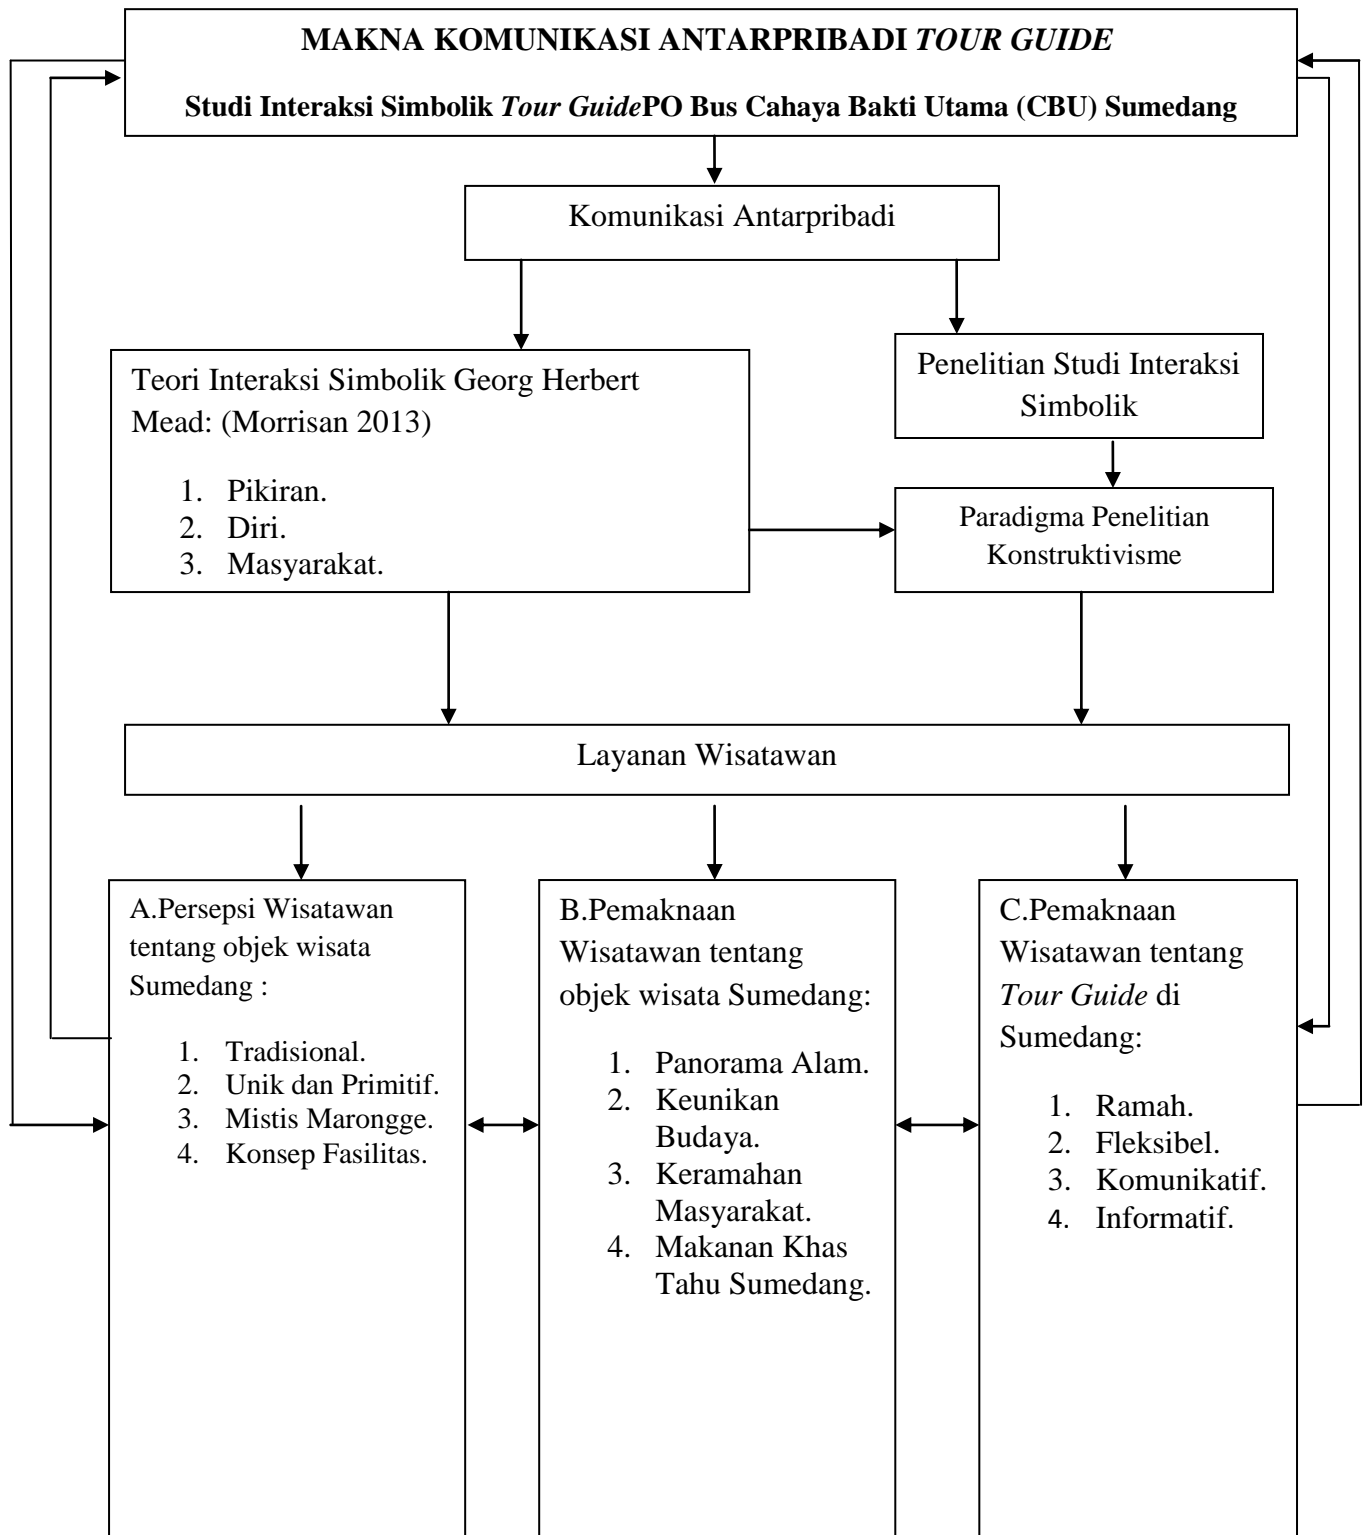 MAKNA KOMUNIKASI ANTARPRIBADI TOUR GUIDE
Studi Interaksi Simbolik Tour GuidePO Bus Cahaya Bakti Utama (CBU) Sumedang
Komunikasi Antarpribadi
Teori Interaksi Simbolik Georg Herbert
Mead: (Morrisan 2013)
1. Pikiran.
2. Diri.
3. Masyarakat.
Penelitian Studi Interaksi
Simbolik
Paradigma Penelitian
Konstruktivisme
Layanan Wisatawan
A.Persepsi Wisatawan
tentang objek wisata
Sumedang :
1. Tradisional.
2. Unik dan Primitif.
3. Mistis Marongge.
4. Konsep Fasilitas.
B.Pemaknaan
Wisatawan tentang
objek wisata Sumedang:
1. Panorama Alam.
2. Keunikan
Budaya.
3. Keramahan
Masyarakat.
4. Makanan Khas
Tahu Sumedang.
C.Pemaknaan
Wisatawan tentang
Tour Guide di
Sumedang:
1. Ramah.
2. Fleksibel.
3. Komunikatif.
4. Informatif.